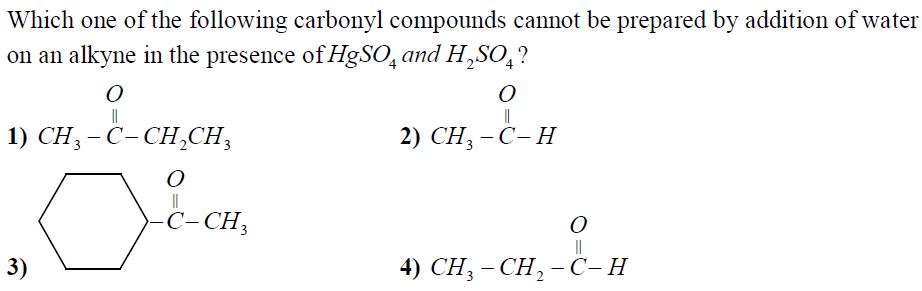 Which one of the following carbonyl compounds cannot be prepared by addition of water
on an alkyne in the presence of HgSO₄ and H₂SO₄ ?
O
||
1) CH₃ – C – CH₂CH₃
O
||
2) CH₃ – C – H
O
||
3) – C – CH₃
O
||
4) CH₃ – CH₂ – C – H